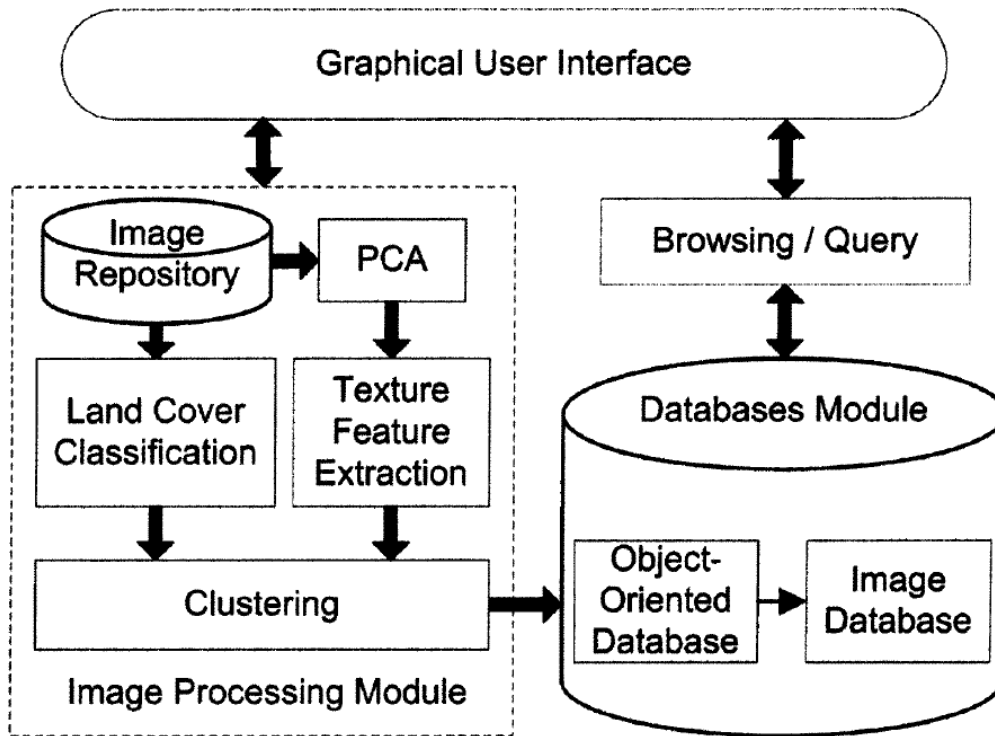 Graphical User Interface
Image
Repository
PCA
Browsing / Query
Land Cover
Classification
Texture
Feature
Extraction
Databases Module
Clustering
Object-
Oriented
Database
Image
Database
Image Processing Module